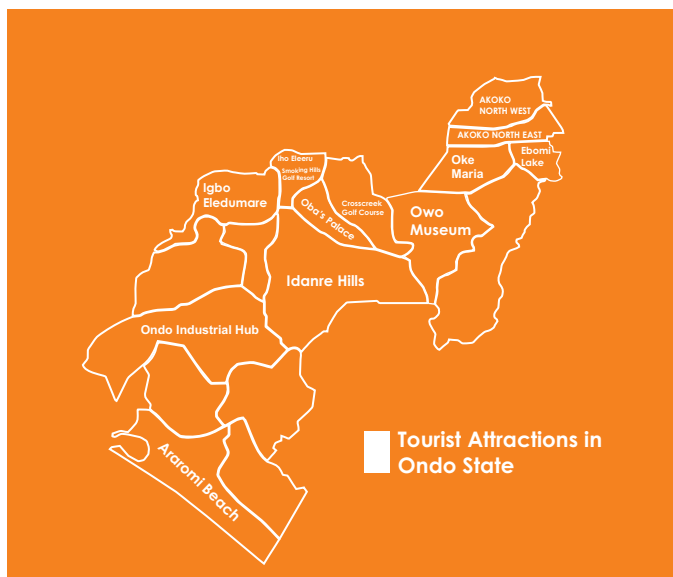 AKOKO
NORTH WEST
AKOKO NORTH EAST
Oke
Maria
Ebomi
Lake
Iho Eleeru
Smoking Hills
Golf Resort
Igbo
Eledumare
Oba's Palace
Crosscreek
Golf Course
Owo
Museum
Idanre Hills
Ondo Industrial Hub
Araromi Beach
Tourist Attractions in
Ondo State